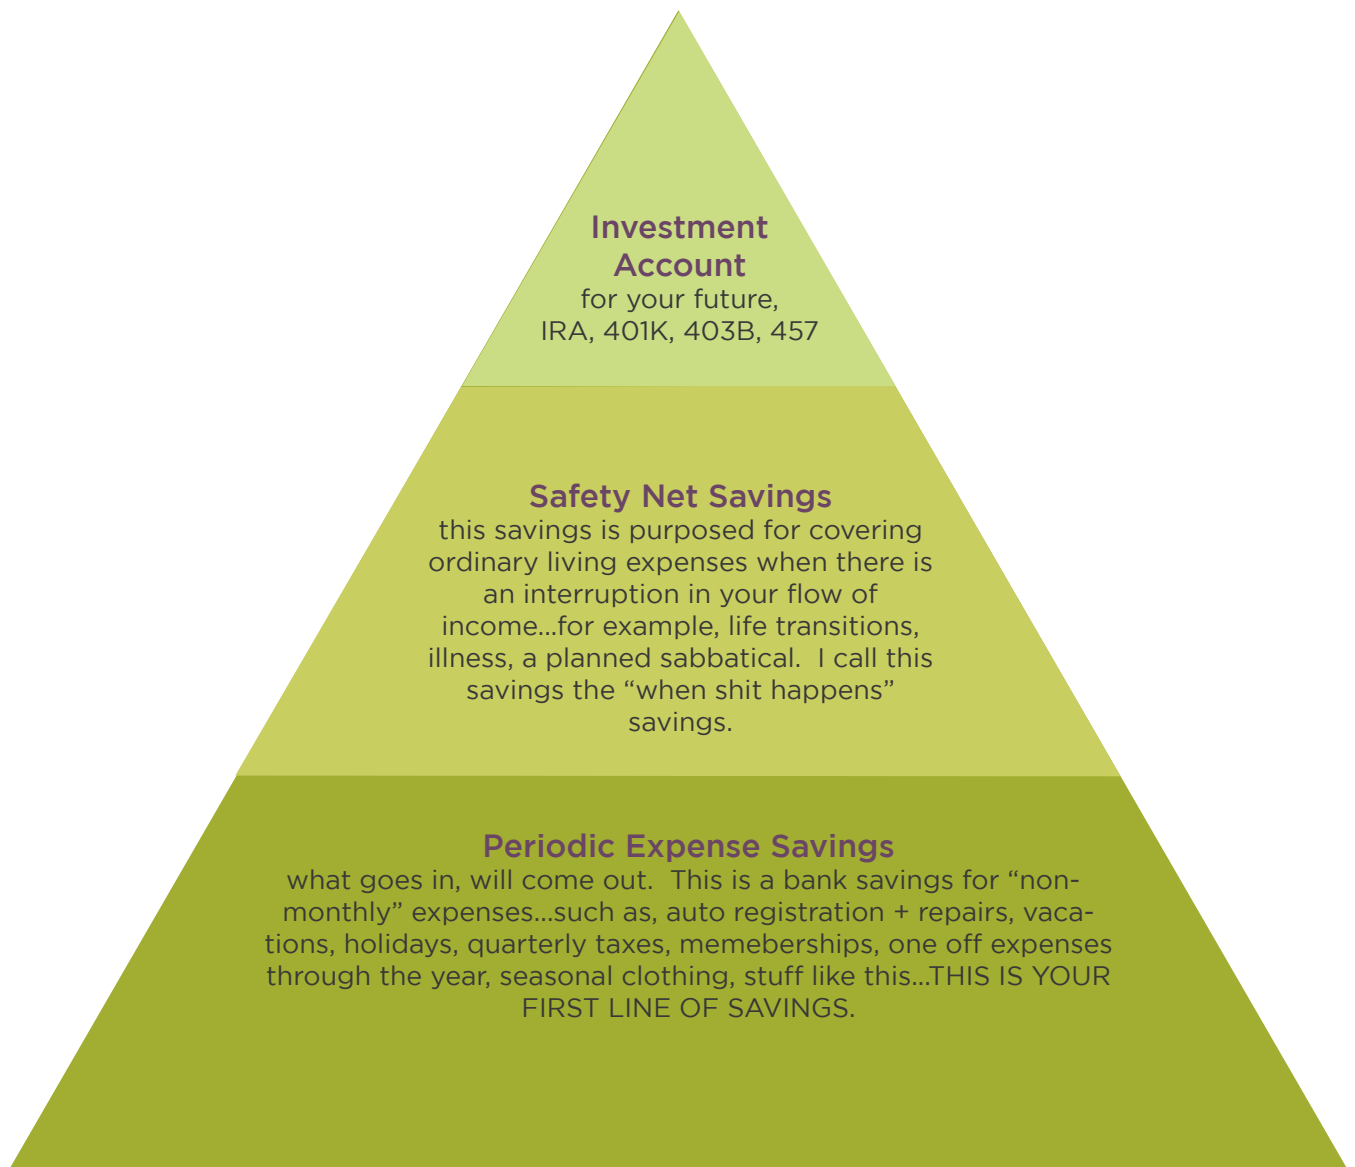 Investment
Account
for your future,
IRA, 401K, 403B, 457
Safety Net Savings
this savings is purposed for covering
ordinary living expenses when there is
an interruption in your flow of
income...for example, life transitions,
illness, a planned sabbatical.  I call this
savings the “when shit happens”
savings.
Periodic Expense Savings
what goes in, will come out.  This is a bank savings for “non-
monthly” expenses...such as, auto registration + repairs, vaca-
tions, holidays, quarterly taxes, memeberships, one off expenses
through the year, seasonal clothing, stuff like this...THIS IS YOUR
FIRST LINE OF SAVINGS.